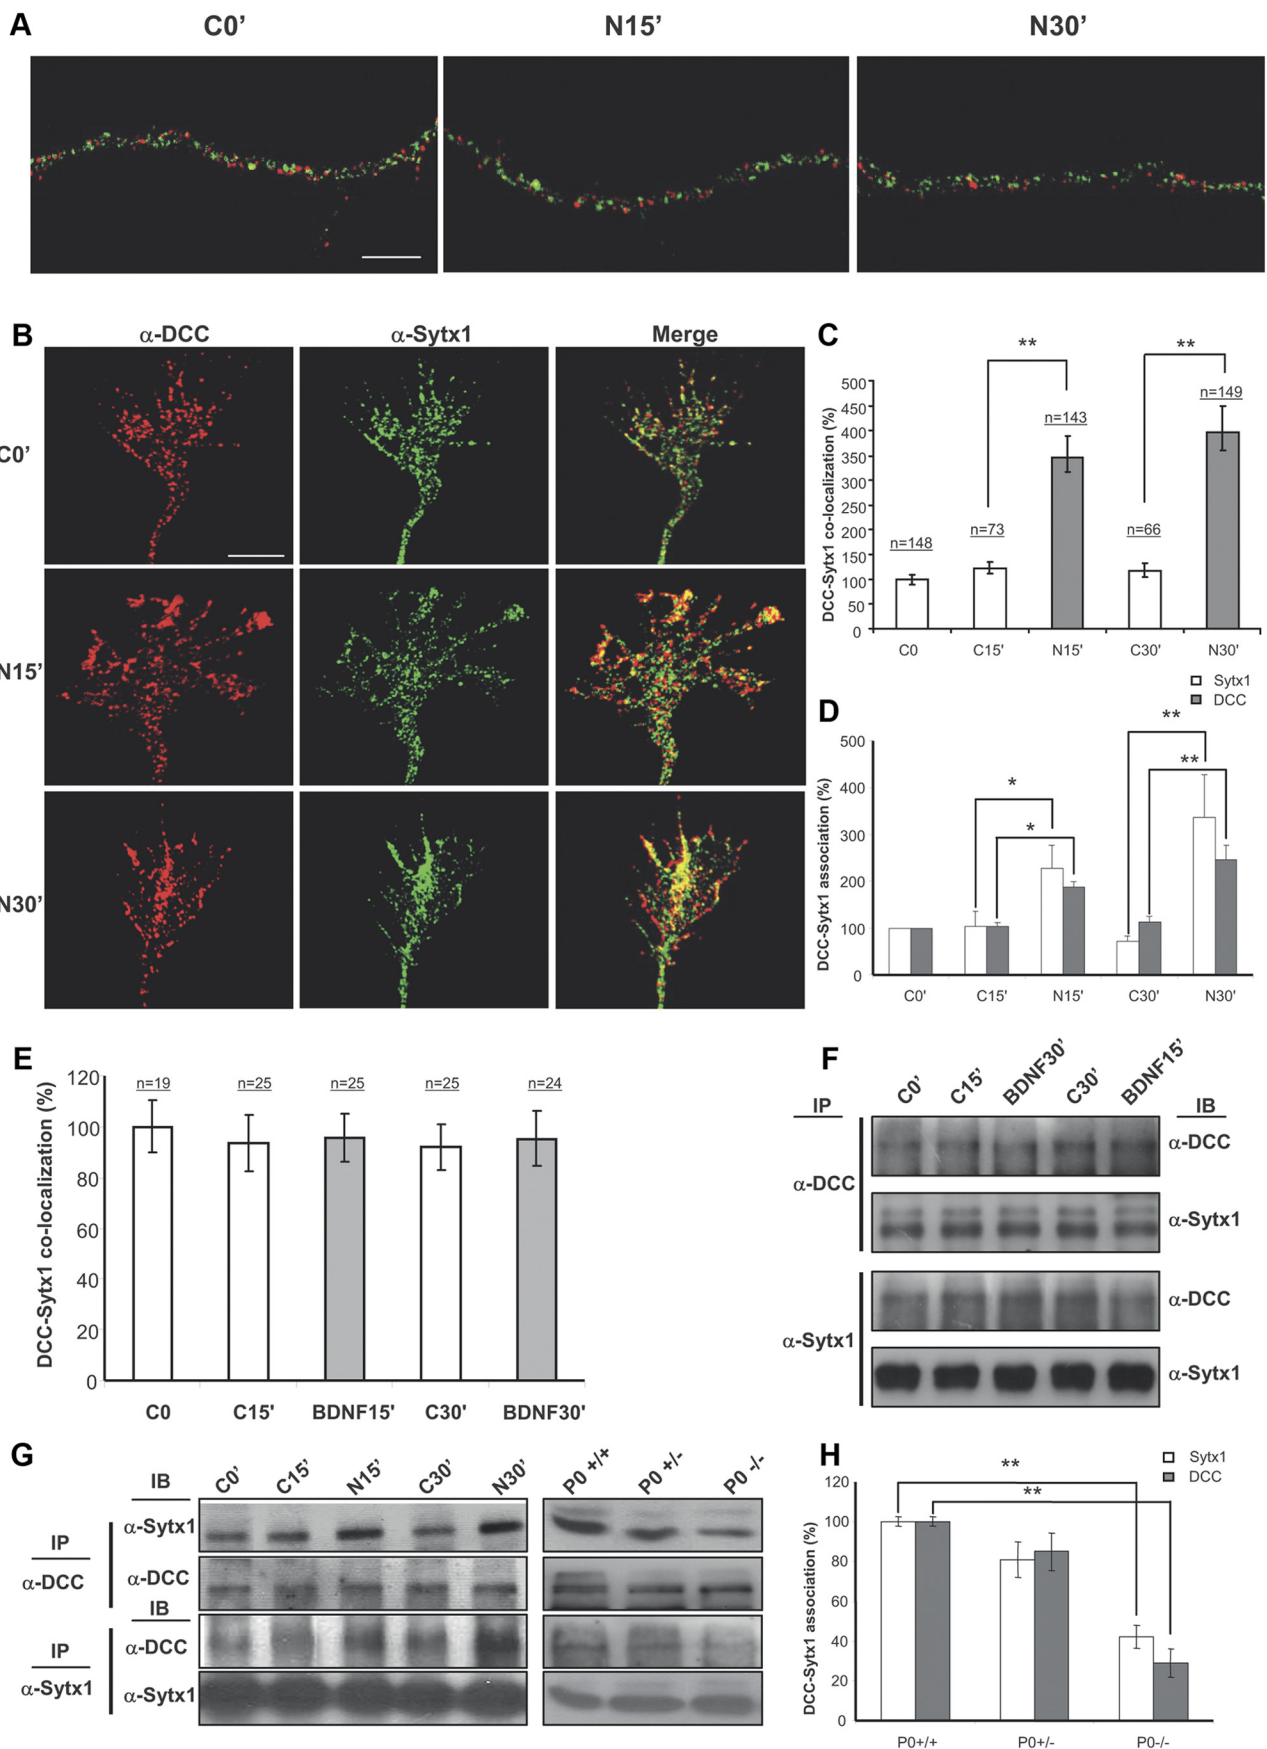 A
C0’ N15’ N30’
B
α-DCC α-Sytx1 Merge
C0’
N15’
N30’
C
DCC-Sytx1 co-localization (%)
500
450
400
350
300
250
200
150
100
50
0
** **
n=148 n=73 n=143 n=66 n=149
C0 C15' N15' C30' N30'
D
Sytx1
DCC
DCC-Sytx1 association (%)
500
400
300
200
100
0
* * ** **
C0' C15' N15' C30' N30'
E
DCC-Sytx1 co-localization (%)
120
100
80
60
40
20
0
n=19 n=25 n=25 n=25 n=24
C0 C15' BDNF15' C30' BDNF30'
F
C0’ C15’ BDNF30’ C30’ BDNF15’
IP IB
α-DCC
α-DCC
α-Sytx1
α-Sytx1
α-DCC
α-Sytx1
G
IB C0’ C15’ N15’ C30’ N30’ P0 +/+ P0 +/- P0 -/-
α-Sytx1
IP
α-DCC α-DCC
IB
α-DCC
IP
α-Sytx1 α-Sytx1
H
Sytx1
DCC
DCC-Sytx1 association (%)
120
100
80
60
40
20
0
**
**
P0+/+ P0+/- P0-/-